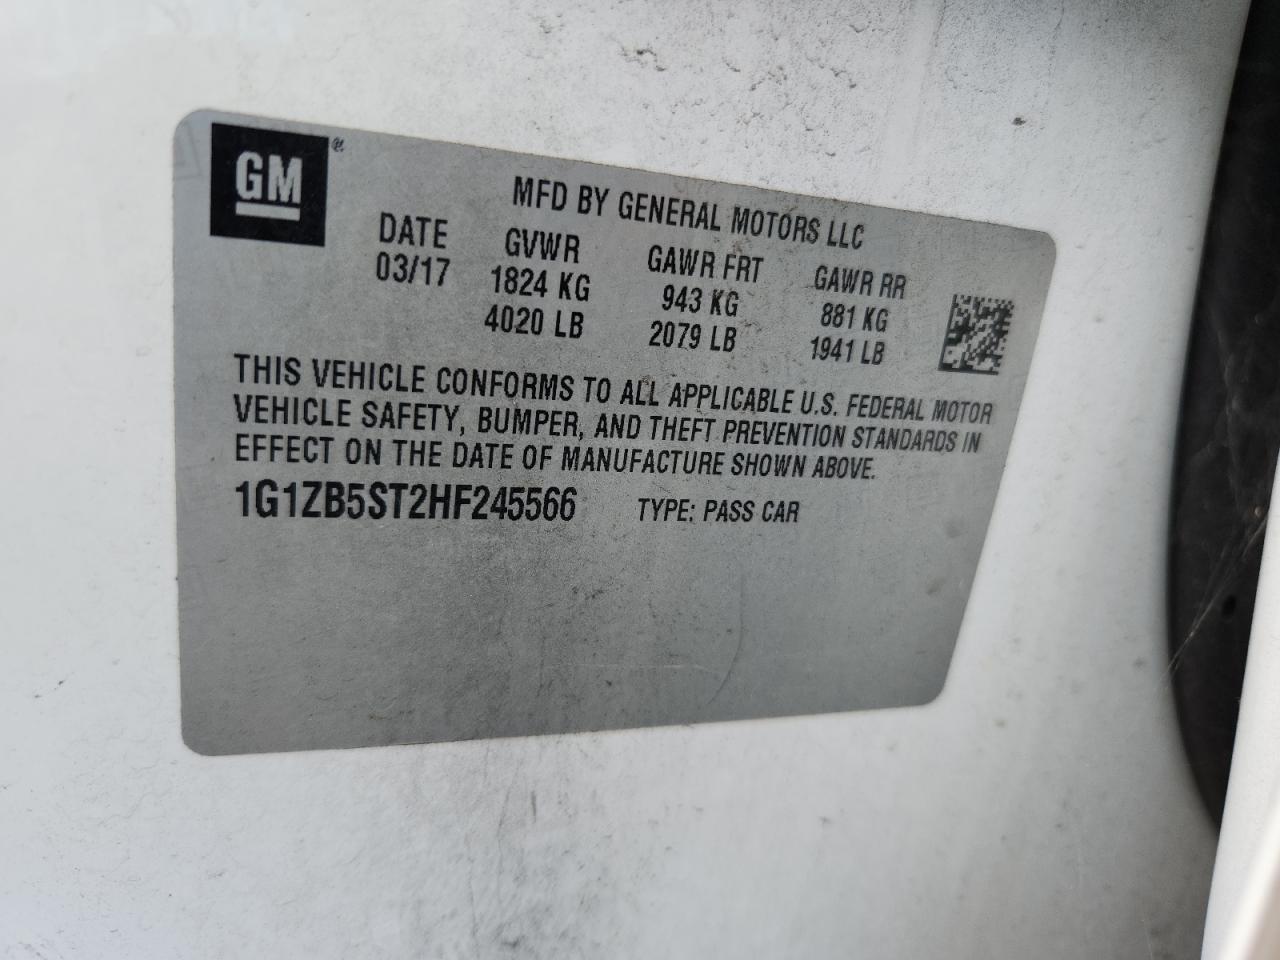 GM®
MFD BY GENERAL MOTORS LLC
DATE GVWR GAWR FRT GAWR RR
03/17 1824 KG 943 KG 881 KG
4020 LB 2079 LB 1941 LB
THIS VEHICLE CONFORMS TO ALL APPLICABLE U.S. FEDERAL MOTOR
VEHICLE SAFETY, BUMPER, AND THEFT PREVENTION STANDARDS IN
EFFECT ON THE DATE OF MANUFACTURE SHOWN ABOVE.
1G1ZB5ST2HF245566 TYPE: PASS CAR